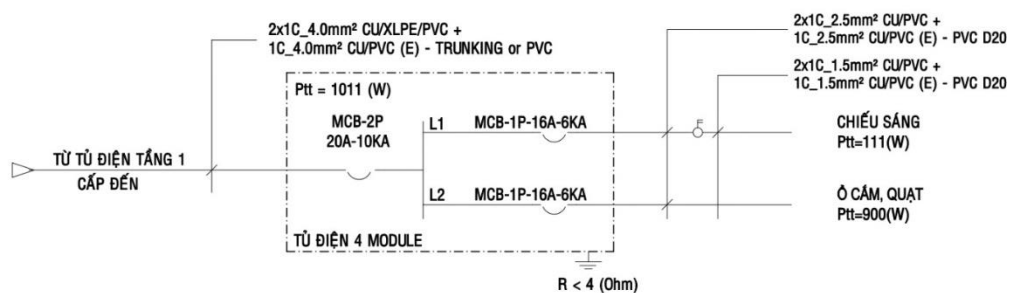 2x1C_4.0mm² CU/XLPE/PVC +
1C_4.0mm² CU/PVC (E) - TRUNKING or PVC
2x1C_2.5mm² CU/PVC +
1C_2.5mm² CU/PVC (E) - PVC D20
2x1C_1.5mm² CU/PVC +
1C_1.5mm² CU/PVC (E) - PVC D20
Ptt = 1011 (W)
MCB-2P
20A-10KA
L1 MCB-1P-16A-6KA
CHIẾU SÁNG
Ptt=111(W)
TỪ TỦ ĐIỆN TẦNG 1
CẤP ĐẾN
L2 MCB-1P-16A-6KA
Ổ CẮM, QUẠT
Ptt=900(W)
TỦ ĐIỆN 4 MODULE
R < 4 (Ohm)